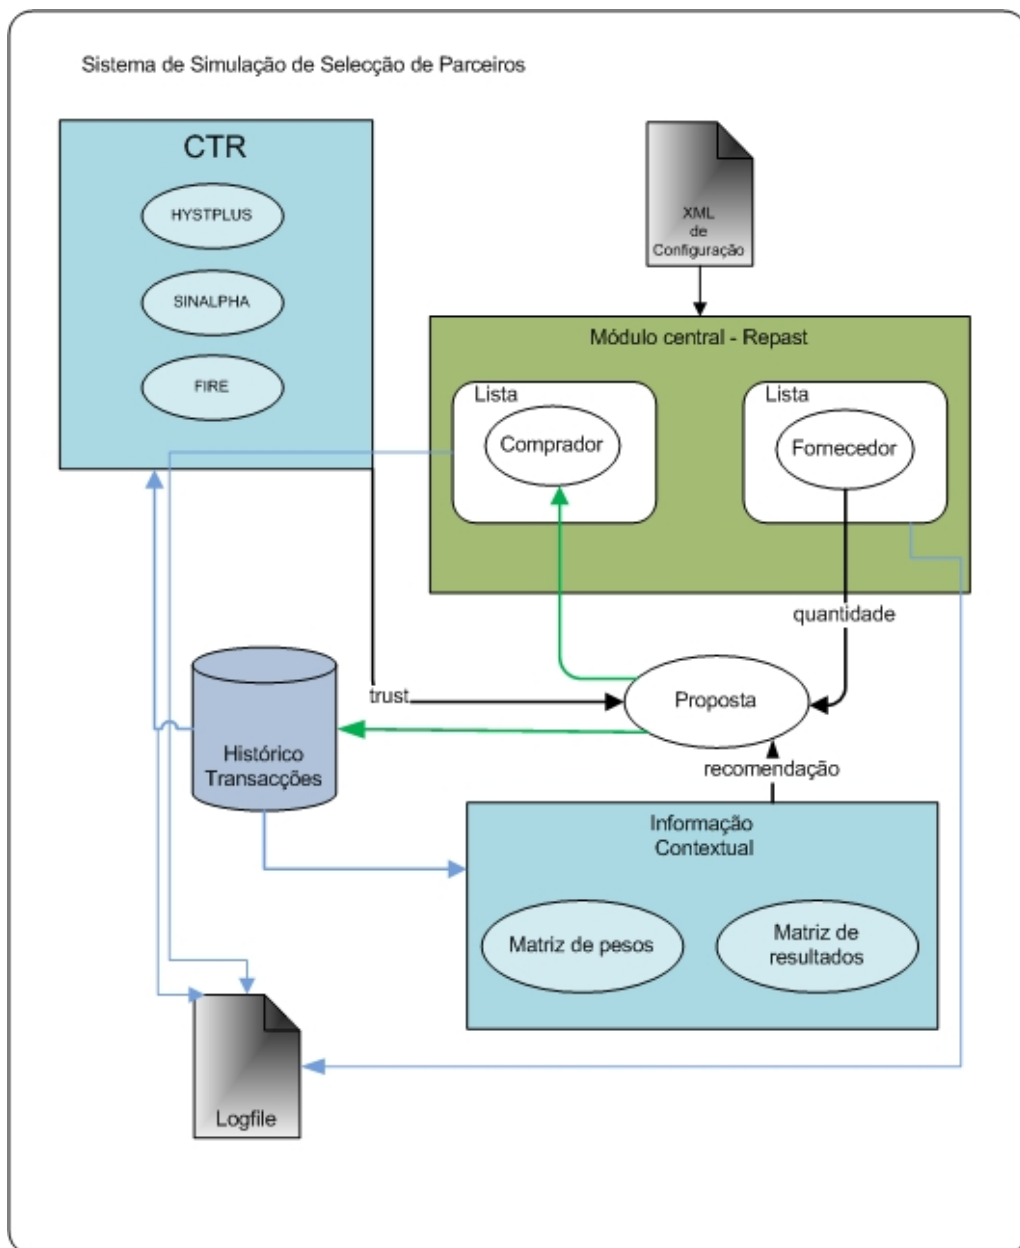 Sistema de Simulação de Selecção de Parceiros
CTR
HYSTPLUS
SINALPHA
FIRE
XML
de
Configuração
Módulo central - Repast
Lista
Comprador
Lista
Fornecedor
quantidade
trust
Proposta
Histórico
Transacções
recomendação
Informação
Contextual
Matriz de pesos
Matriz de
resultados
Logfile